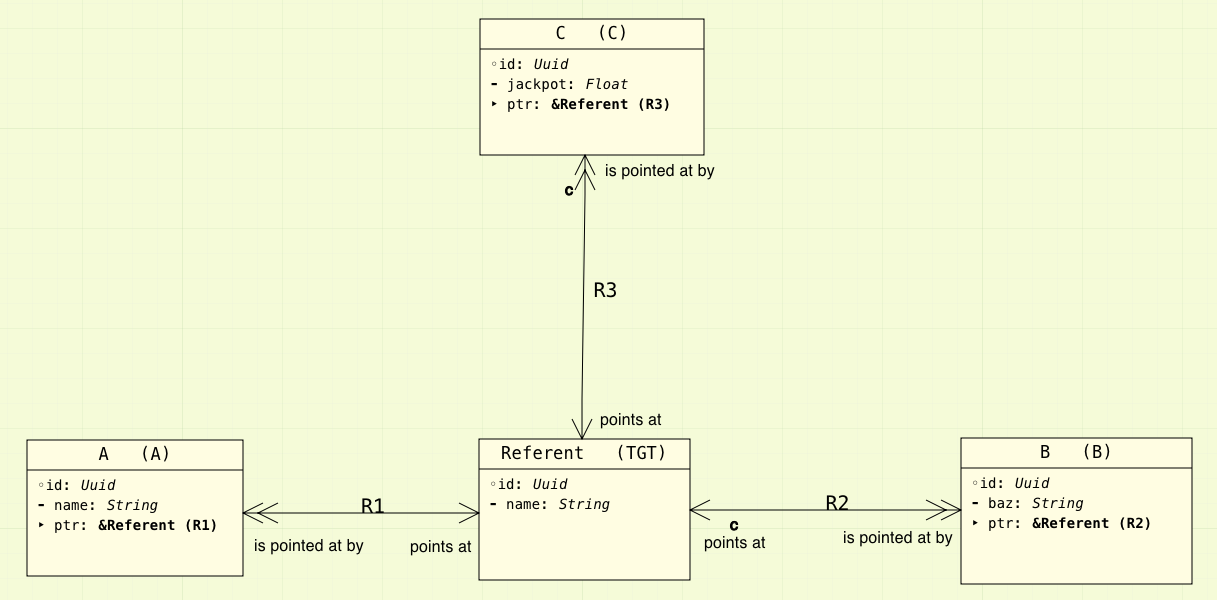 C (C)
◦id: Uuid
- jackpot: Float
‣ ptr: &Referent (R3)
is pointed at by
c
R3
points at
A (A)
◦id: Uuid
- name: String
‣ ptr: &Referent (R1)
R1
is pointed at by
points at
Referent (TGT)
◦id: Uuid
- name: String
R2
c
points at
is pointed at by
B (B)
◦id: Uuid
- baz: String
‣ ptr: &Referent (R2)